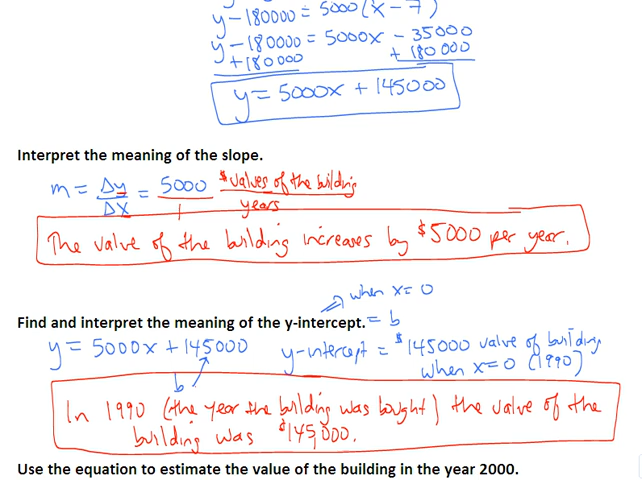 y - 180000 = 5000(x - 7)
y - 180000 = 5000x - 35000
+180000 + 180000
y = 5000x + 145000
Interpret the meaning of the slope.
m = Δy/ΔX = 5000/1 $ values of the building/years
The value of the building increases by $5000 per year.
when x = 0
Find and interpret the meaning of the y-intercept. = b
y = 5000x + 145000 y-intercept = $145000 value of building
when x=0 (1990)
b
In 1990 (the year the building was bought) the value of the
building was $145,000.
Use the equation to estimate the value of the building in the year 2000.